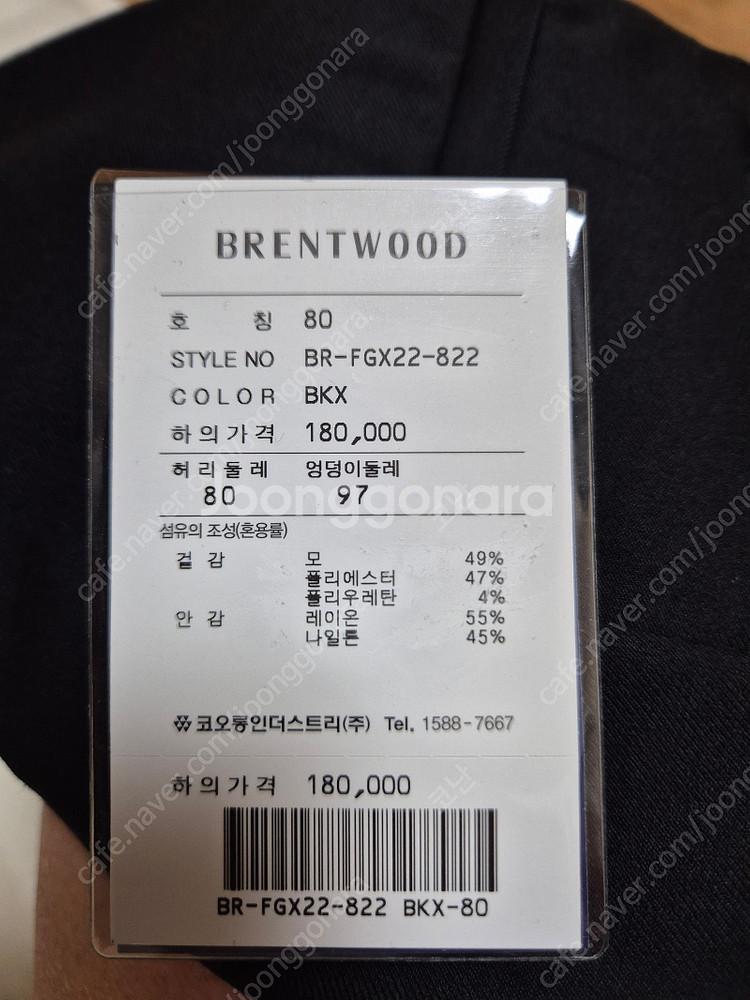 BRENTWOOD
호 칭 80
STYLE NO BR-FGX22-822
COLOR BKX
하의가격 180,000
허리둘레 엉덩이둘레
80 97
joonggonara
섬유의 조성(혼용률)
겉 감 모 49%
폴리에스터 47%
폴리우레탄 4%
안 감 레이온 55%
나일론 45%
코오롱인더스트리(주) Tel. 1588-7667
하의가격 180,000
BR-FGX22-822 BKX-80
cafe.naver.com/joonggonara
코난